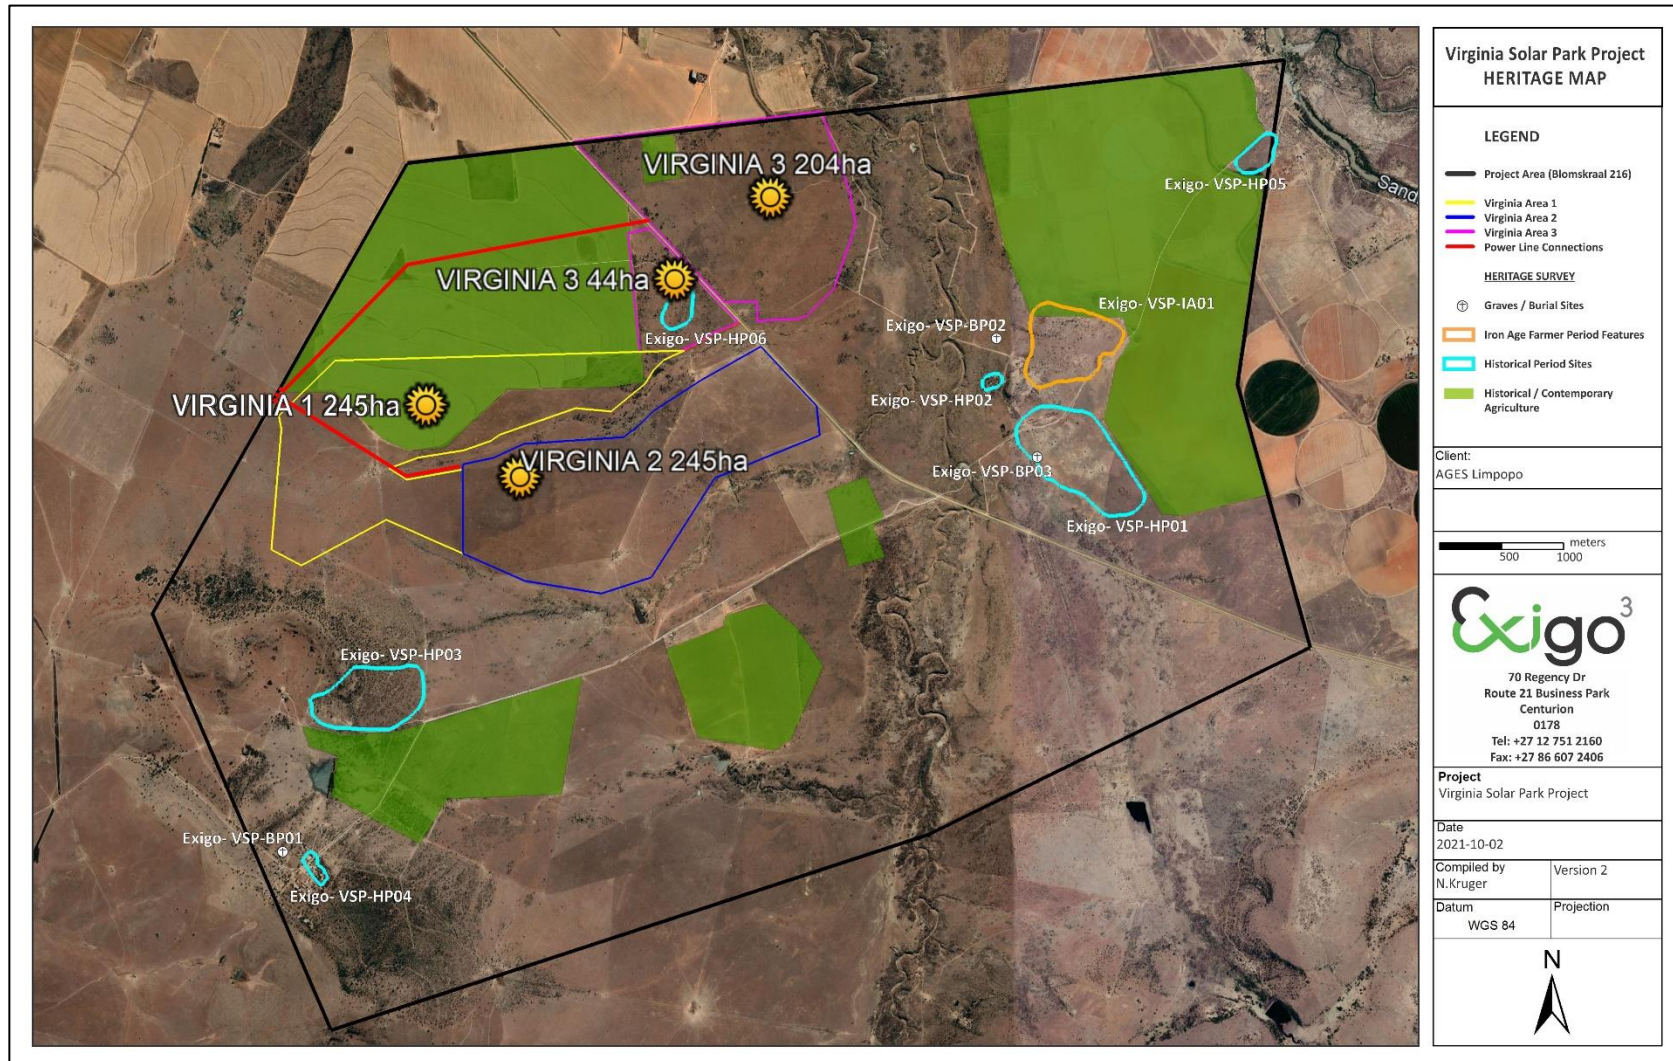 VIRGINIA 3 204ha
Exigo- VSP-HP05
Sand
VIRGINIA 3 44ha
Exigo- VSP-IA01
Exigo- VSP-BP02
Exigo- VSP-HP06
Exigo- VSP-HP02
VIRGINIA 1 245ha
VIRGINIA 2 245ha
Exigo- VSP-BP03
Exigo- VSP-HP01
Exigo- VSP-HP03
Exigo- VSP-BP01
Exigo- VSP-HP04
Virginia Solar Park Project
HERITAGE MAP
LEGEND
Project Area (Blomskraal 216)
Virginia Area 1
Virginia Area 2
Virginia Area 3
Power Line Connections
HERITAGE SURVEY
Graves / Burial Sites
Iron Age Farmer Period Features
Historical Period Sites
Historical / Contemporary
Agriculture
Client:
AGES Limpopo
meters
500 1000
Exigo3
70 Regency Dr
Route 21 Business Park
Centurion
0178
Tel: +27 12 751 2160
Fax: +27 86 607 2406
Project
Virginia Solar Park Project
Date
2021-10-02
Compiled by
N.Kruger
Version 2
Datum
WGS 84
Projection
N